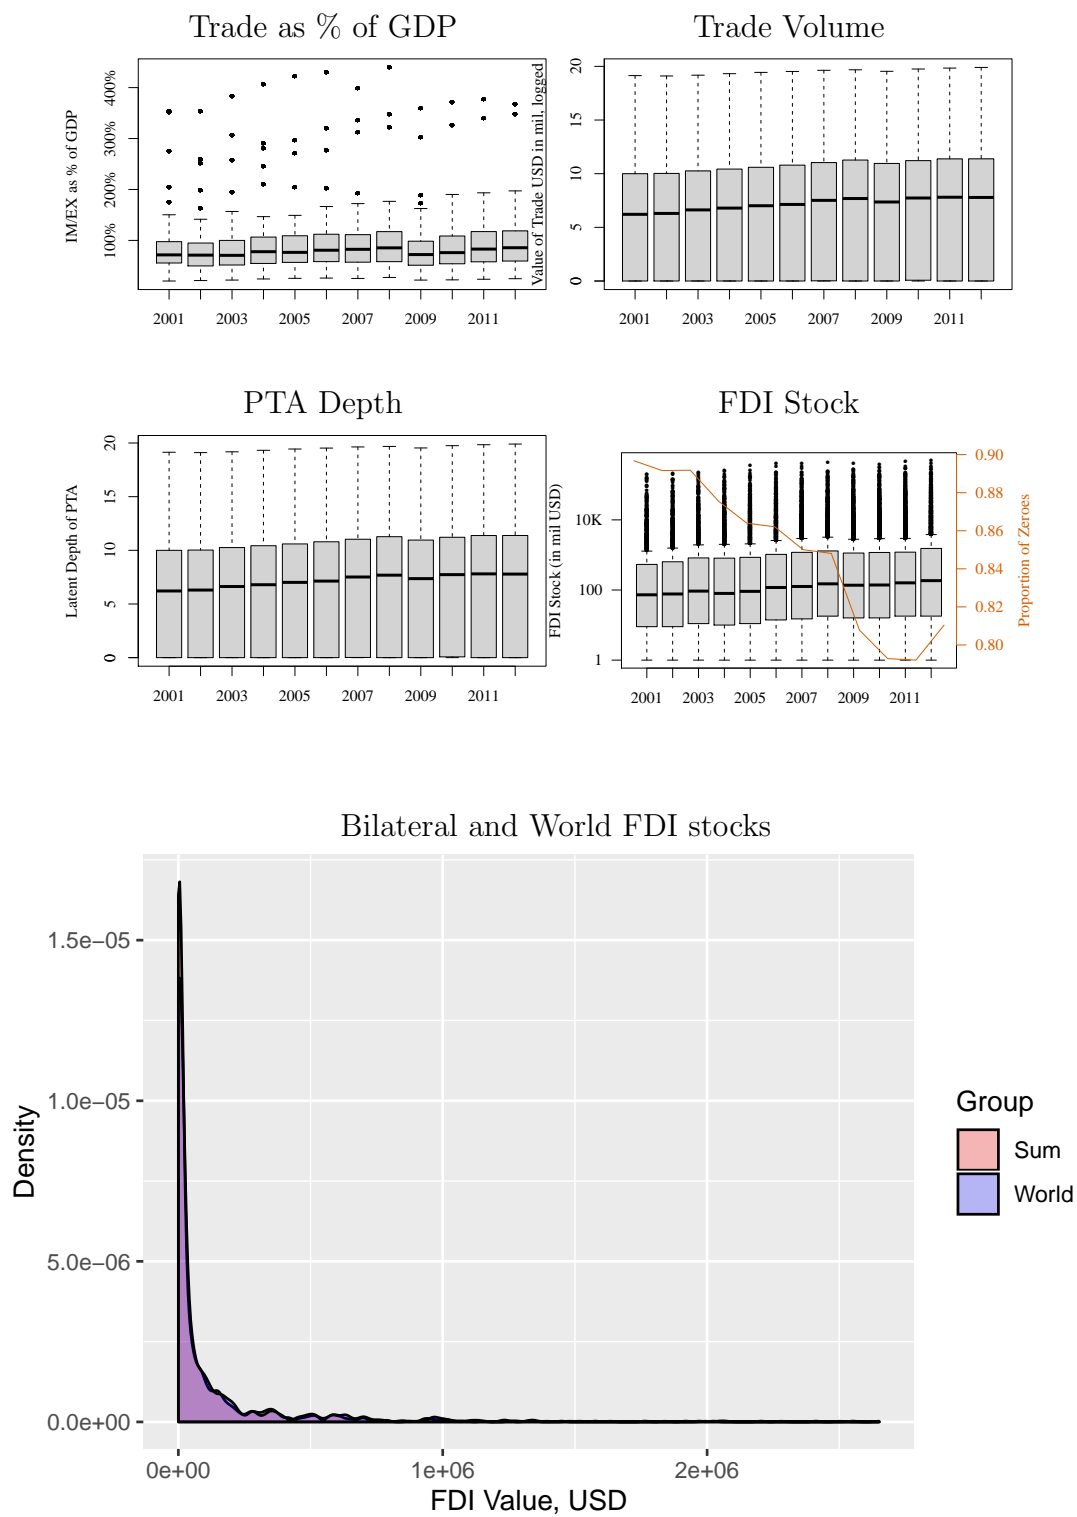 Trade as % of GDP
Trade Volume
IM/EX as % of GDP
400%
300%
200%
100%
2001 2003 2005 2007 2009 2011
Value of Trade USD in mil, logged
20
15
10
5
0
2001 2003 2005 2007 2009 2011
PTA Depth
FDI Stock
Latent Depth of PTA
20
15
10
5
0
2001 2003 2005 2007 2009 2011
FDI Stock (in mil USD)
10K
100
1
2001 2003 2005 2007 2009 2011
0.90
0.88
0.86
0.84
0.82
0.80
Proportion of Zeroes
Bilateral and World FDI stocks
Density
1.5e−05
1.0e−05
5.0e−06
0.0e+00
0e+00 1e+06 2e+06
FDI Value, USD
Group
Sum
World